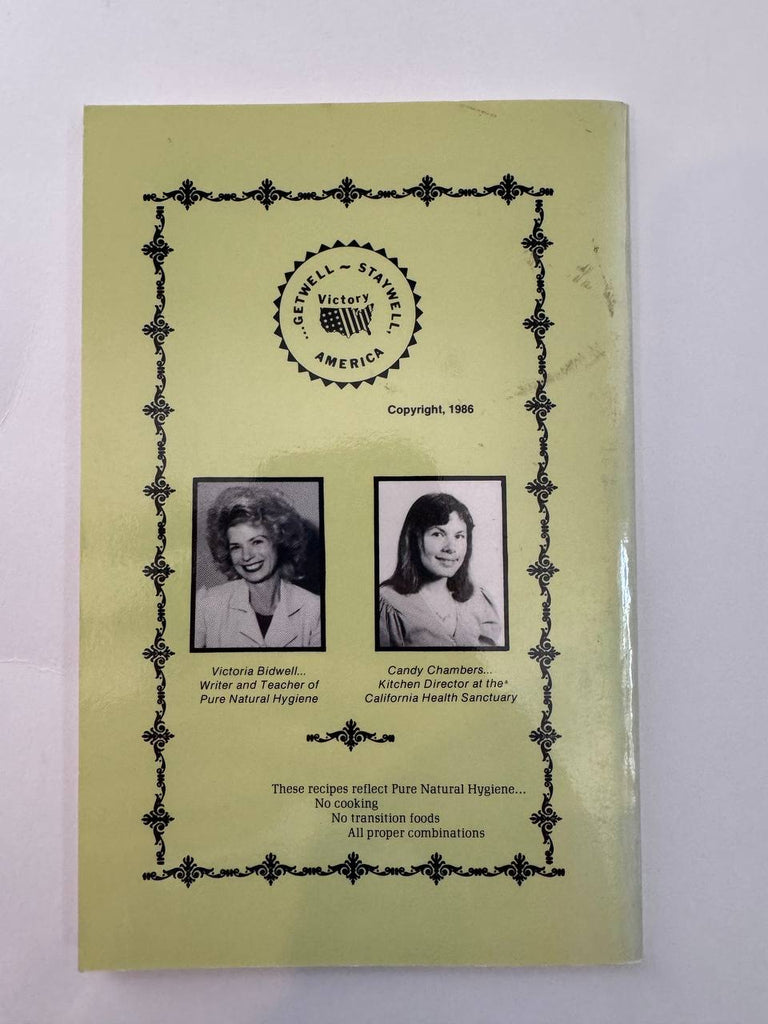 ...GETWELL ~ STAYWELL,
Victory
AMERICA
Copyright, 1986
Victoria Bidwell...
Writer and Teacher of
Pure Natural Hygiene
Candy Chambers...
Kitchen Director at the*
California Health Sanctuary
These recipes reflect Pure Natural Hygiene...
No cooking
No transition foods
All proper combinations